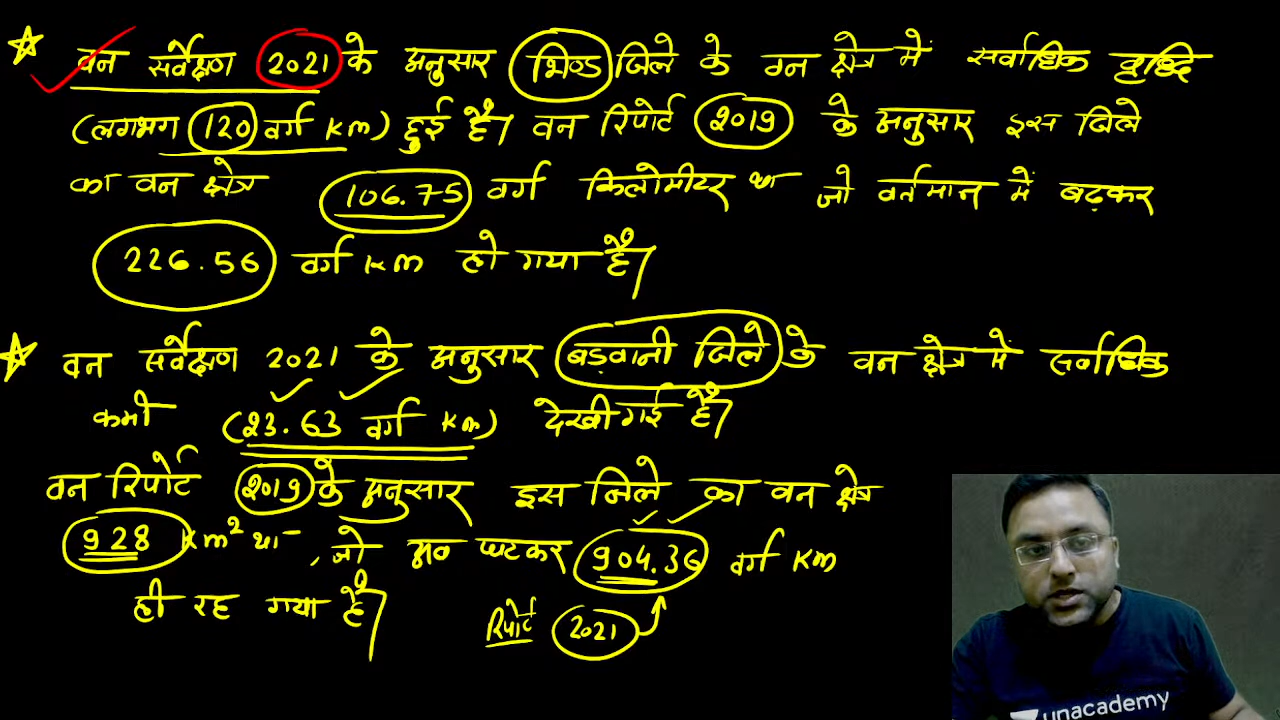 वन सर्वेक्षण 2021 के अनुसार भिण्ड जिले के वन क्षेत्र में सर्वाधिक वृद्धि
(लगभग 120 वर्ग km) हुई है। वन रिपोर्ट 2019 के अनुसार इस जिले
का वन क्षेत्र 106.75 वर्ग किलोमीटर था जो वर्तमान में बढ़कर
226.56 वर्ग km हो गया है।
वन सर्वेक्षण 2021 के अनुसार बड़वानी जिले के वन क्षेत्र में सर्वाधिक
कमी (23.63 वर्ग km) देखी गई है।
वन रिपोर्ट 2019 के अनुसार इस जिले का वन क्षेत्र
928 km² था, जो अब घटकर 904.36 वर्ग km
ही रह गया है।
रिपोर्ट 2021
unacademy